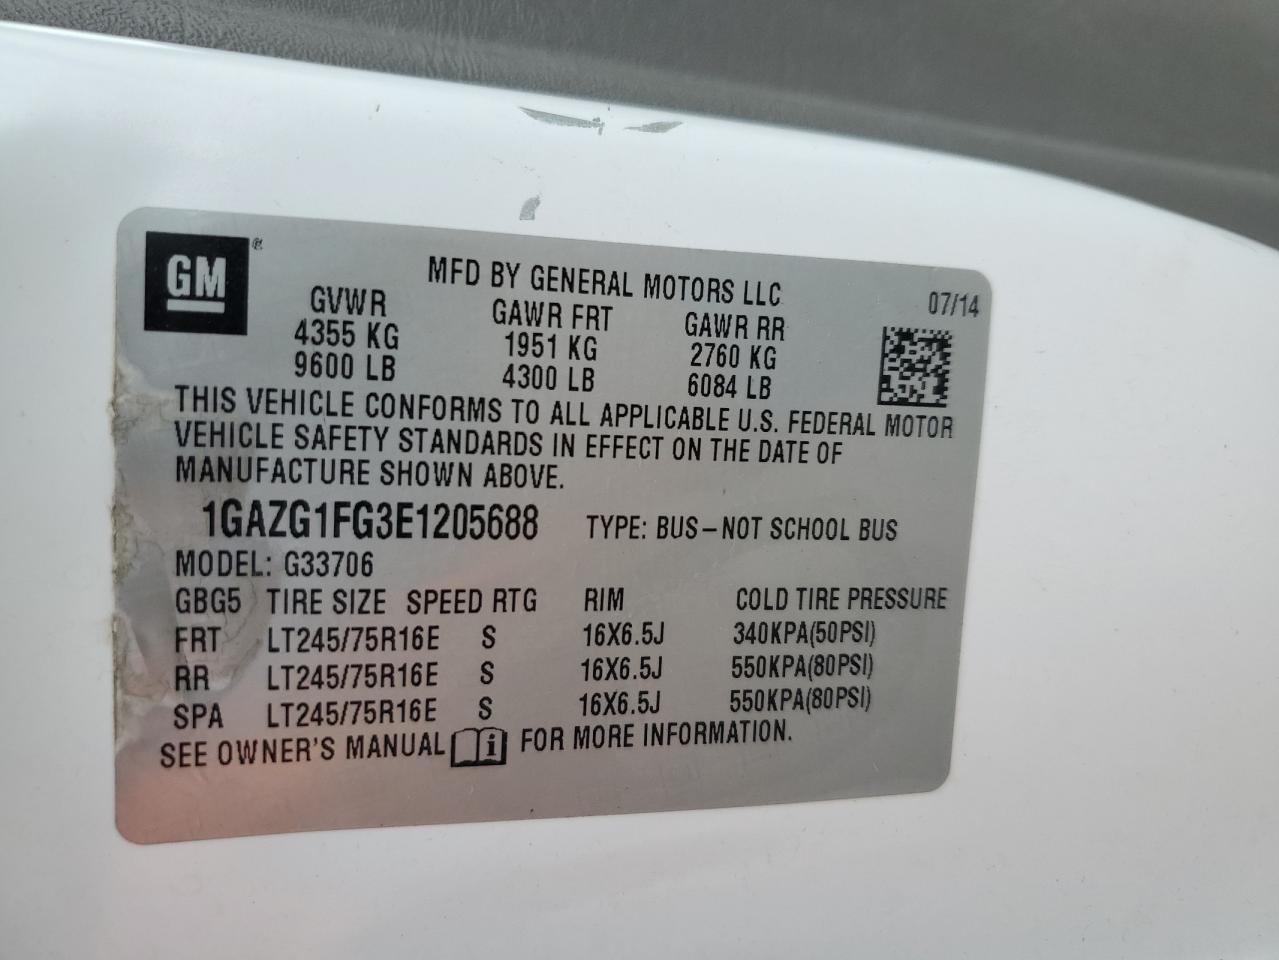 GM ®
MFD BY GENERAL MOTORS LLC
07/14
GVWR GAWR FRT GAWR RR
4355 KG 1951 KG 2760 KG
9600 LB 4300 LB 6084 LB
THIS VEHICLE CONFORMS TO ALL APPLICABLE U.S. FEDERAL MOTOR
VEHICLE SAFETY STANDARDS IN EFFECT ON THE DATE OF
MANUFACTURE SHOWN ABOVE.
1GAZG1FG3E1205688 TYPE: BUS-NOT SCHOOL BUS
MODEL: G33706
GBG5 TIRE SIZE SPEED RTG RIM COLD TIRE PRESSURE
FRT LT245/75R16E S 16X6.5J 340KPA(50PSI)
RR LT245/75R16E S 16X6.5J 550KPA(80PSI)
SPA LT245/75R16E S 16X6.5J 550KPA(80PSI)
SEE OWNER'S MANUAL i FOR MORE INFORMATION.